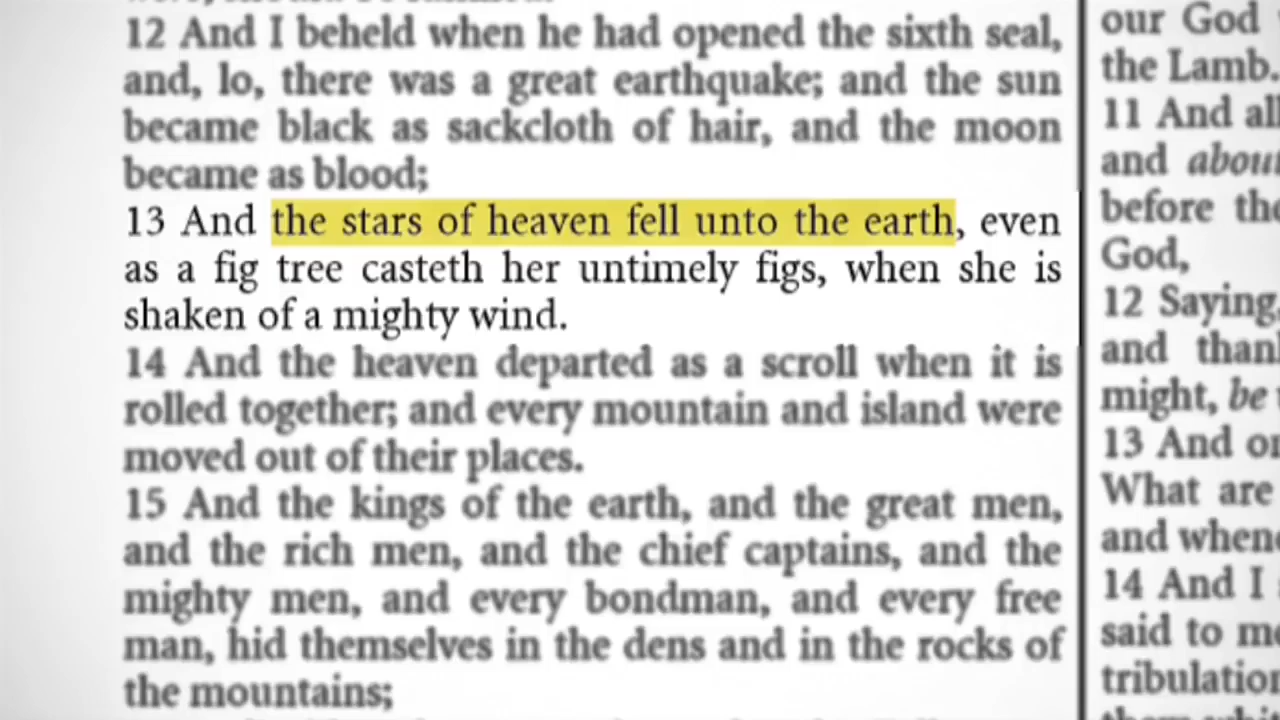 12 And I beheld when he had opened the sixth seal,
and, lo, there was a great earthquake; and the sun
became black as sackcloth of hair, and the moon
became as blood;
13 And the stars of heaven fell unto the earth, even
as a fig tree casteth her untimely figs, when she is
shaken of a mighty wind.
14 And the heaven departed as a scroll when it is
rolled together; and every mountain and island were
moved out of their places.
15 And the kings of the earth, and the great men,
and the rich men, and the chief captains, and the
mighty men, and every bondman, and every free
man, hid themselves in the dens and in the rocks of
the mountains;
our God
the Lamb.
11 And all
and
before
God,
12 Saying,
and
might, be
13 And
What are
and
14 And I
said to